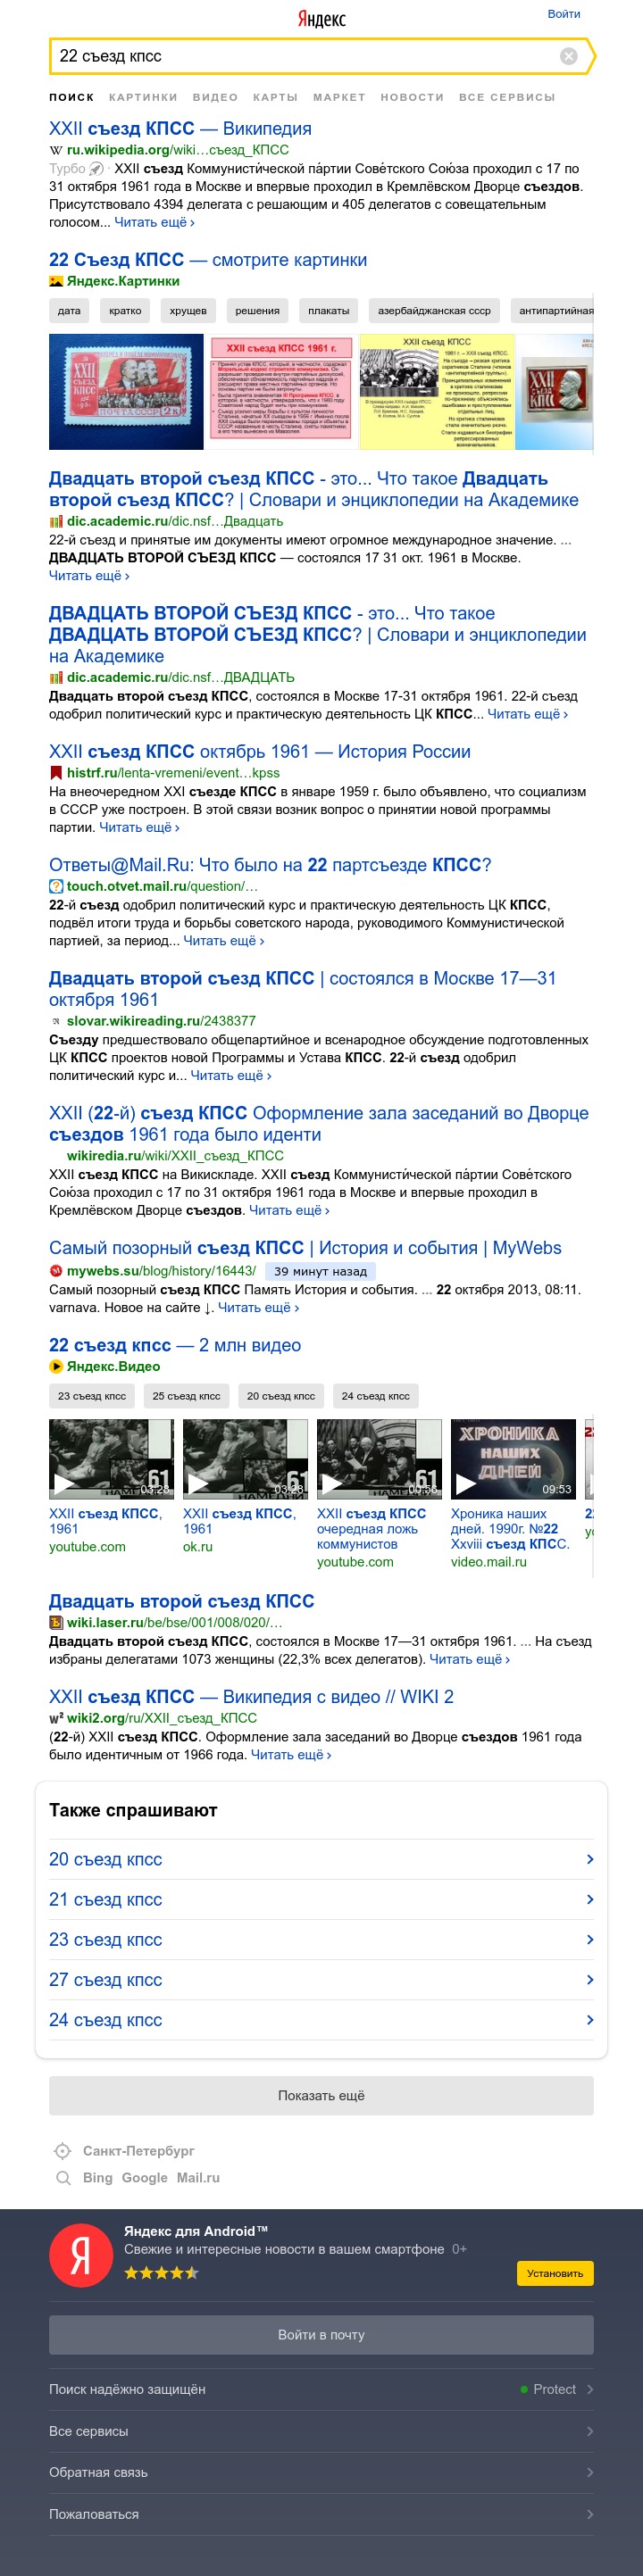 Яндекс
Войти
22 съезд кпсс
ПОИСК КАРТИНКИ ВИДЕО КАРТЫ МАРКЕТ НОВОСТИ ВСЕ СЕРВИСЫ
XXII съезд КПСС — Википедия
ru.wikipedia.org/wiki…съезд_КПСС
Турбо · XXII съезд Коммунисти́ческой па́ртии Сове́тского Сою́за проходил с 17 по
31 октября 1961 года в Москве и впервые проходил в Кремлёвском Дворце съездов.
Присутствовало 4394 делегата с решающим и 405 делегатов с совещательным
голосом... Читать ещё ›
22 Съезд КПСС — смотрите картинки
Яндекс.Картинки
дата кратко хрущев решения плакаты азербайджанская ссср антипартийная
XXII СЪЕЗД КПСС
ПОЧТА СССР 2к
XXII съезд КПСС 1961 г.
XXII съезд КПСС
XXII КПСС
Двадцать второй съезд КПСС - это... Что такое Двадцать
второй съезд КПСС? | Словари и энциклопедии на Академике
dic.academic.ru/dic.nsf…Двадцать
22-й съезд и принятые им документы имеют огромное международное значение. ...
ДВАДЦАТЬ ВТОРОЙ СЪЕЗД КПСС — состоялся 17 31 окт. 1961 в Москве.
Читать ещё ›
ДВАДЦАТЬ ВТОРОЙ СЪЕЗД КПСС - это... Что такое
ДВАДЦАТЬ ВТОРОЙ СЪЕЗД КПСС? | Словари и энциклопедии
на Академике
dic.academic.ru/dic.nsf…ДВАДЦАТЬ
Двадцать второй съезд КПСС, состоялся в Москве 17-31 октября 1961. 22-й съезд
одобрил политический курс и практическую деятельность ЦК КПСС... Читать ещё ›
XXII съезд КПСС октябрь 1961 — История России
histrf.ru/lenta-vremeni/event…kpss
На внеочередном XXI съезде КПСС в январе 1959 г. было объявлено, что социализм
в СССР уже построен. В этой связи возник вопрос о принятии новой программы
партии. Читать ещё ›
Ответы@Mail.Ru: Что было на 22 партсъезде КПСС?
touch.otvet.mail.ru/question/…
22-й съезд одобрил политический курс и практическую деятельность ЦК КПСС,
подвёл итоги труда и борьбы советского народа, руководимого Коммунистической
партией, за период... Читать ещё ›
Двадцать второй съезд КПСС | состоялся в Москве 17—31
октября 1961
slovar.wikireading.ru/2438377
Съезду предшествовало общепартийное и всенародное обсуждение подготовленных
ЦК КПСС проектов новой Программы и Устава КПСС. 22-й съезд одобрил
политический курс и... Читать ещё ›
XXII (22-й) съезд КПСС Оформление зала заседаний во Дворце
съездов 1961 года было иденти
wikiredia.ru/wiki/XXII_съезд_КПСС
XXII съезд КПСС на Викискладе. XXII съезд Коммунисти́ческой па́ртии Сове́тского
Сою́за проходил с 17 по 31 октября 1961 года в Москве и впервые проходил в
Кремлёвском Дворце съездов. Читать ещё ›
Самый позорный съезд КПСС | История и события | MyWebs
mywebs.su/blog/history/16443/ 39 минут назад
Самый позорный съезд КПСС Память История и события. ... 22 октября 2013, 08:11.
varnava. Новое на сайте ↓. Читать ещё ›
22 съезд кпсс — 2 млн видео
Яндекс.Видео
23 съезд кпсс 25 съезд кпсс 20 съезд кпсс 24 съезд кпсс
61 03:28
61 03:28
61 05:56
ХРОНИКА НАШИХ ДНЕЙ 09:53
XXII съезд КПСС,
1961
youtube.com
XXII съезд КПСС,
1961
ok.ru
XXII съезд КПСС
очередная ложь
коммунистов
youtube.com
Хроника наших
дней. 1990г. №22
Xxviii съезд КПСС.
video.mail.ru
Двадцать второй съезд КПСС
wiki.laser.ru/be/bse/001/008/020/…
Двадцать второй съезд КПСС, состоялся в Москве 17—31 октября 1961. ... На съезд
избраны делегатами 1073 женщины (22,3% всех делегатов). Читать ещё ›
XXII съезд КПСС — Википедия с видео // WIKI 2
wiki2.org/ru/XXII_съезд_КПСС
(22-й) XXII съезд КПСС. Оформление зала заседаний во Дворце съездов 1961 года
было идентичным от 1966 года. Читать ещё ›
Также спрашивают
20 съезд кпсс
21 съезд кпсс
23 съезд кпсс
27 съезд кпсс
24 съезд кпсс
Показать ещё
Санкт-Петербург
Bing Google Mail.ru
Яндекс для Android™
Свежие и интересные новости в вашем смартфоне 0+
Установить
Войти в почту
Поиск надёжно защищён Protect
Все сервисы
Обратная связь
Пожаловаться